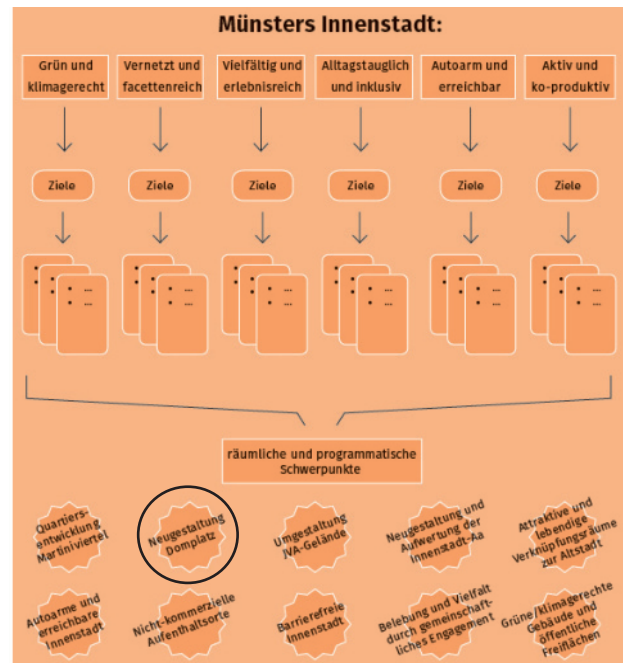 Münsters Innenstadt:
Grün und
klimagerecht
Vernetzt und
facettenreich
Vielfältig und
erlebnisreich
Alltagstauglich
und inklusiv
Autoarm und
erreichbar
Aktiv und
ko-produktiv
Ziele
Ziele
Ziele
Ziele
Ziele
Ziele
räumliche und programmatische
Schwerpunkte
Quartiers-
entwicklung
Martiniviertel
Neugestaltung
Domplatz
Umgestaltung
JVA-Gelände
Neugestaltung und
Aufwertung der
Innenstadt-Aa
Attraktive und
lebendige
Verknüpfungsräume
zur Altstadt
Autoarme und
erreichbare
Innenstadt
Nicht-kommerzielle
Aufenthaltsorte
Barrierefreie
Innenstadt
Belebung und Vielfalt
durch gemeinschaft-
liches Engagement
Grüne/klimagerechte
Gebäude und
öffentliche
Freiflächen